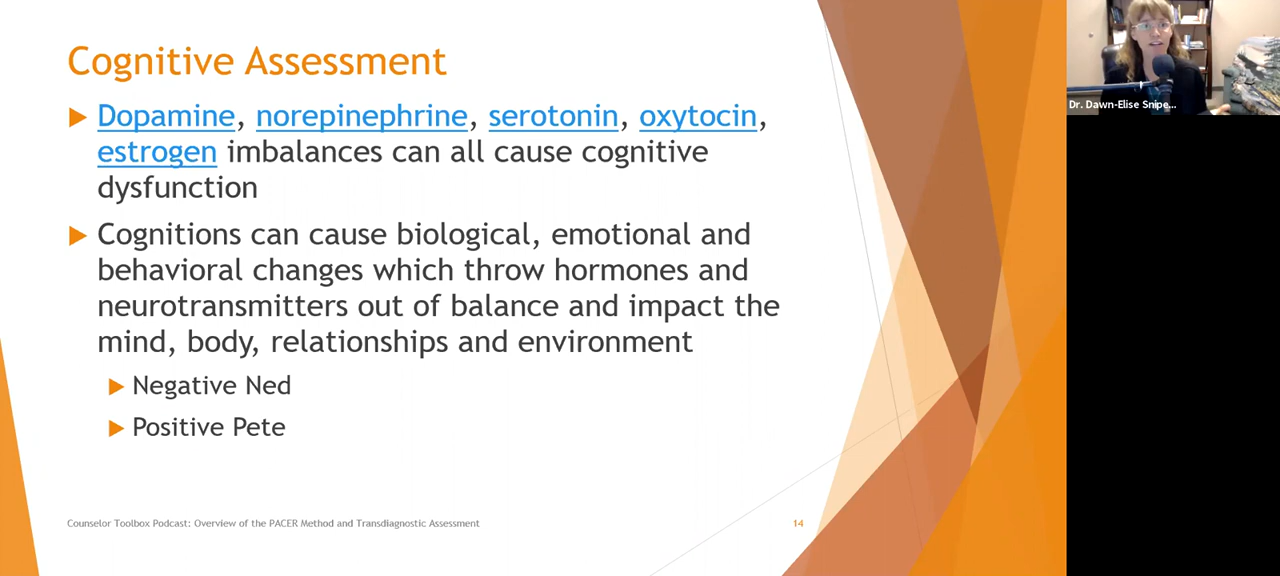 Cognitive Assessment
Dopamine, norepinephrine, serotonin, oxytocin,
estrogen imbalances can all cause cognitive
dysfunction
Cognitions can cause biological, emotional and
behavioral changes which throw hormones and
neurotransmitters out of balance and impact the
mind, body, relationships and environment
Negative Ned
Positive Pete
Counselor Toolbox Podcast: Overview of the PACER Method and Transdiagnostic Assessment
14
Dr. Dawn-Elise Snipe...